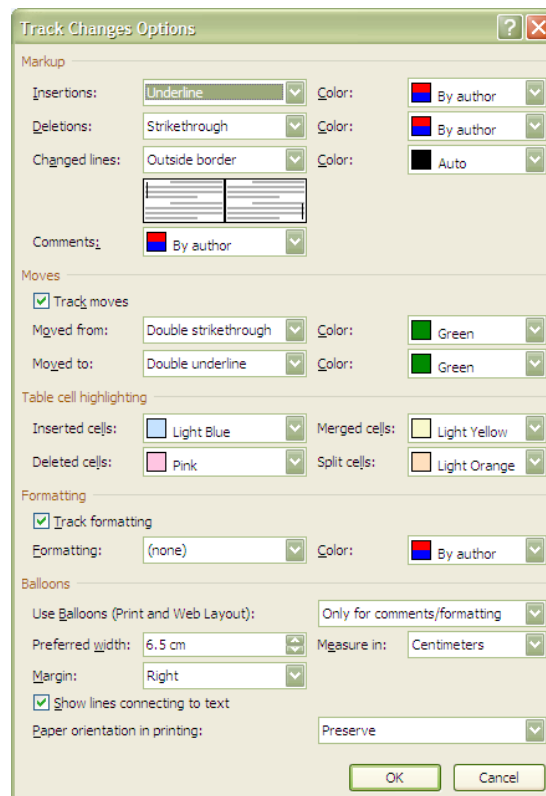 Track Changes Options
Markup
Insertions: Underline Color: By author
Deletions: Strikethrough Color: By author
Changed lines: Outside border Color: Auto
Comments: By author
Moves
Track moves
Moved from: Double strikethrough Color: Green
Moved to: Double underline Color: Green
Table cell highlighting
Inserted cells: Light Blue Merged cells: Light Yellow
Deleted cells: Pink Split cells: Light Orange
Formatting
Track formatting
Formatting: (none) Color: By author
Balloons
Use Balloons (Print and Web Layout): Only for comments/formatting
Preferred width: 6.5 cm Measure in: Centimeters
Margin: Right
Show lines connecting to text
Paper orientation in printing: Preserve
OK Cancel